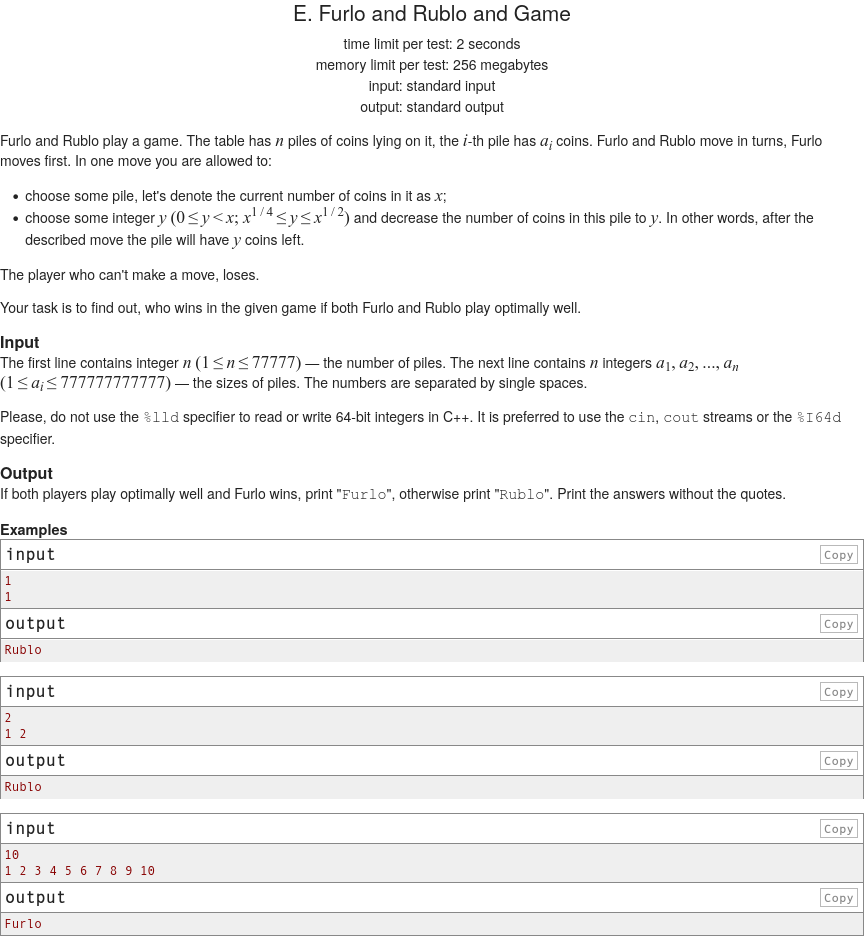 E. Furlo and Rublo and Game
time limit per test: 2 seconds
memory limit per test: 256 megabytes
input: standard input
output: standard output
Furlo and Rublo play a game. The table has n piles of coins lying on it, the i-th pile has a_i coins. Furlo and Rublo move in turns, Furlo
moves first. In one move you are allowed to:
• choose some pile, let's denote the current number of coins in it as x;
• choose some integer y (0 ≤ y < x; x^{1 / 4} ≤ y ≤ x^{1 / 2}) and decrease the number of coins in this pile to y. In other words, after the
described move the pile will have y coins left.
The player who can't make a move, loses.
Your task is to find out, who wins in the given game if both Furlo and Rublo play optimally well.
Input
The first line contains integer n (1 ≤ n ≤ 77777) — the number of piles. The next line contains n integers a_1, a_2, ..., a_n
(1 ≤ a_i ≤ 777777777777) — the sizes of piles. The numbers are separated by single spaces.
Please, do not use the %lld specifier to read or write 64-bit integers in C++. It is preferred to use the cin, cout streams or the %I64d
specifier.
Output
If both players play optimally well and Furlo wins, print "Furlo", otherwise print "Rublo". Print the answers without the quotes.
Examples
input Copy
1
1
output Copy
Rublo
input Copy
2
1 2
output Copy
Rublo
input Copy
10
1 2 3 4 5 6 7 8 9 10
output Copy
Furlo